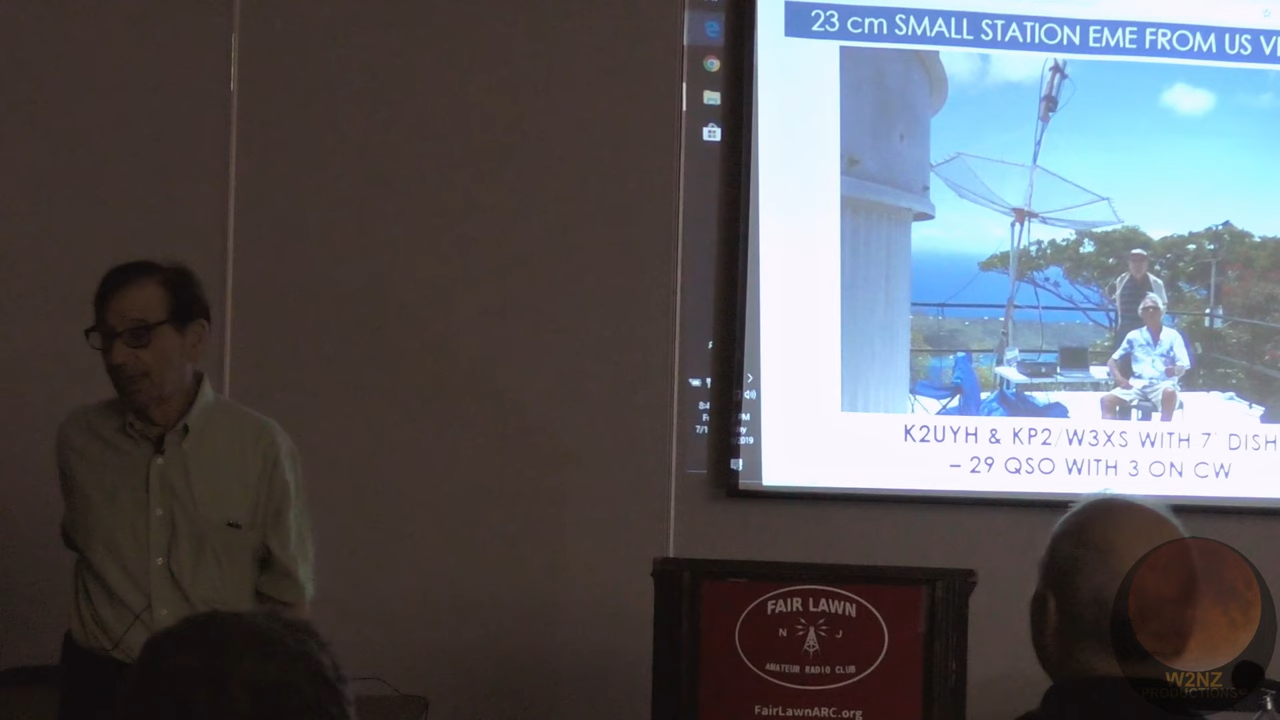 23 cm SMALL STATION EME FROM US
K2UYH & KP2/W3XS WITH 7' DISH
– 29 QSO WITH 3 ON CW
FAIR LAWN
N J
AMATEUR RADIO CLUB
FairLawnARC.org
W2NZ
PRODUCTIONS